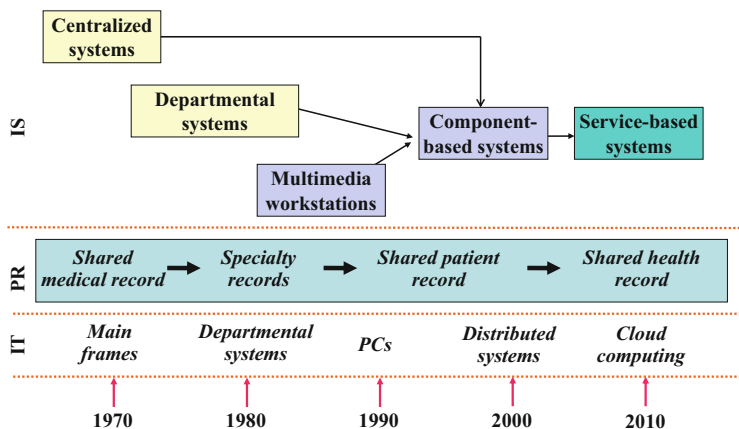 Centralized
systems
Departmental
systems
Component-
based systems
Service-based
systems
Multimedia
workstations
IS
Shared
medical record
Specialty
records
Shared patient
record
Shared health
record
PR
Main
frames
Departmental
systems
PCs
Distributed
systems
Cloud
computing
IT
1970
1980
1990
2000
2010